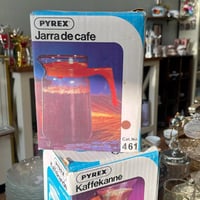 PYREX
Jarra de cafe
Cat. No.
461
PYREX
Kaffekanne